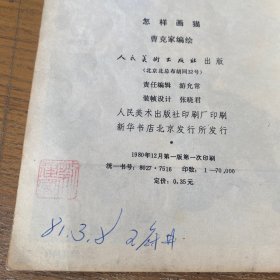 怎样画猫
曹克家编绘
人民美术出版社 出版
（北京北总布胡同32号）
责任编辑 游允常
装帧设计 张晓君
人民美术出版社印刷厂印刷
新华书店北京发行所发行
1980年12月第一版第一次印刷
统一书号：8027·7516 印数：1—70,000
定价：0.35元
81.3.8